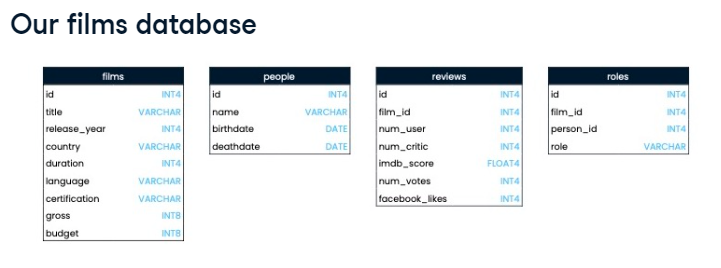 Our films database
films
id INT4
title VARCHAR
release_year INT4
country VARCHAR
duration INT4
language VARCHAR
certification VARCHAR
gross INT8
budget INT8
people
id INT4
name VARCHAR
birthdate DATE
deathdate DATE
reviews
id INT4
film_id INT4
num_user INT4
num_critic INT4
imdb_score FLOAT4
num_votes INT4
facebook_likes INT4
roles
id INT4
film_id INT4
person_id INT4
role VARCHAR